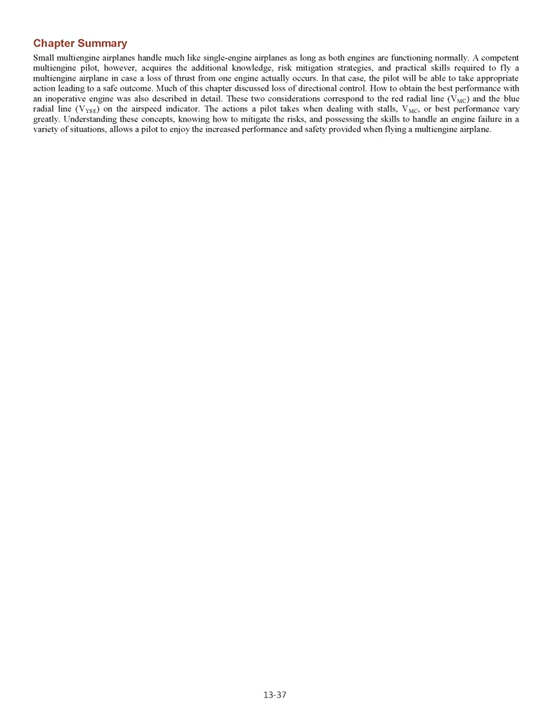 Chapter Summary
Small multiengine airplanes handle much like single-engine airplanes as long as both engines are functioning normally. A competent
multiengine pilot, however, acquires the additional knowledge, risk mitigation strategies, and practical skills required to fly a
multiengine airplane in case a loss of thrust from one engine actually occurs. In that case, the pilot will be able to take appropriate
action leading to a safe outcome. Much of this chapter discussed loss of directional control. How to obtain the best performance with
an inoperative engine was also described in detail. These two considerations correspond to the red radial line (VMC) and the blue
radial line (VYSE) on the airspeed indicator. The actions a pilot takes when dealing with stalls, VMC, or best performance vary
greatly. Understanding these concepts, knowing how to mitigate the risks, and possessing the skills to handle an engine failure in a
variety of situations, allows a pilot to enjoy the increased performance and safety provided when flying a multiengine airplane.
13-37